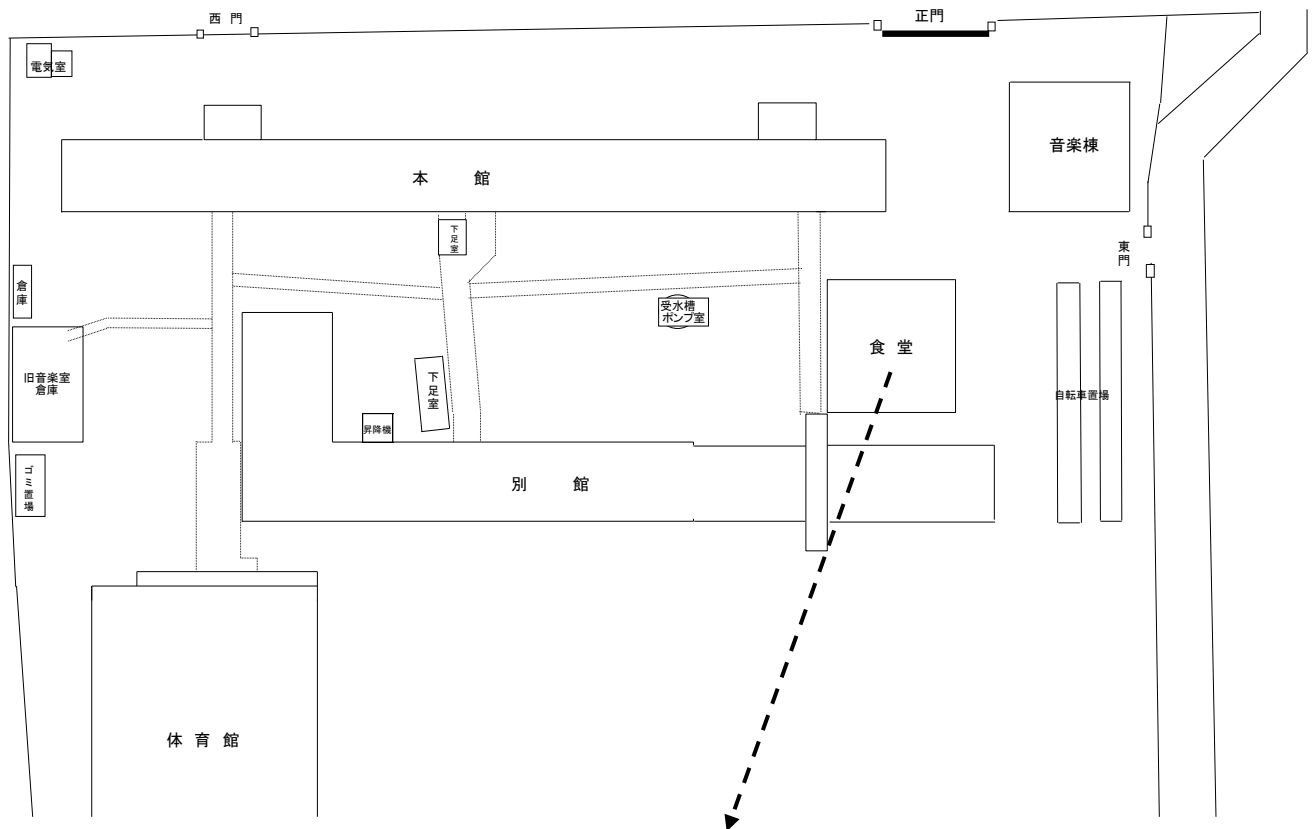 西 門
正門
電気室
音楽棟
本 館
下足室
東門
倉庫
受水槽
ポンプ室
食 堂
旧音楽室
倉庫
下足室
自転車置場
昇降機
ゴミ置場
別 館
体 育 館